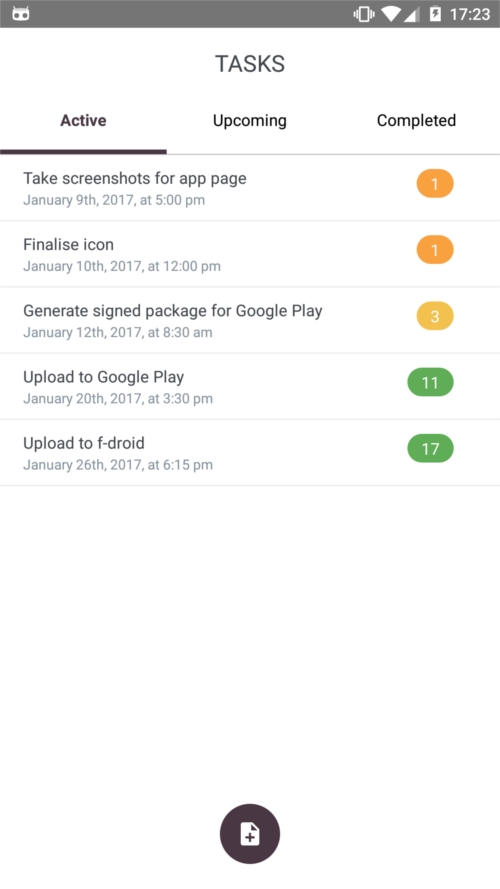 17:23
TASKS
Active Upcoming Completed
Take screenshots for app page 1
January 9th, 2017, at 5:00 pm
Finalise icon 1
January 10th, 2017, at 12:00 pm
Generate signed package for Google Play 3
January 12th, 2017, at 8:30 am
Upload to Google Play 11
January 20th, 2017, at 3:30 pm
Upload to f-droid 17
January 26th, 2017, at 6:15 pm